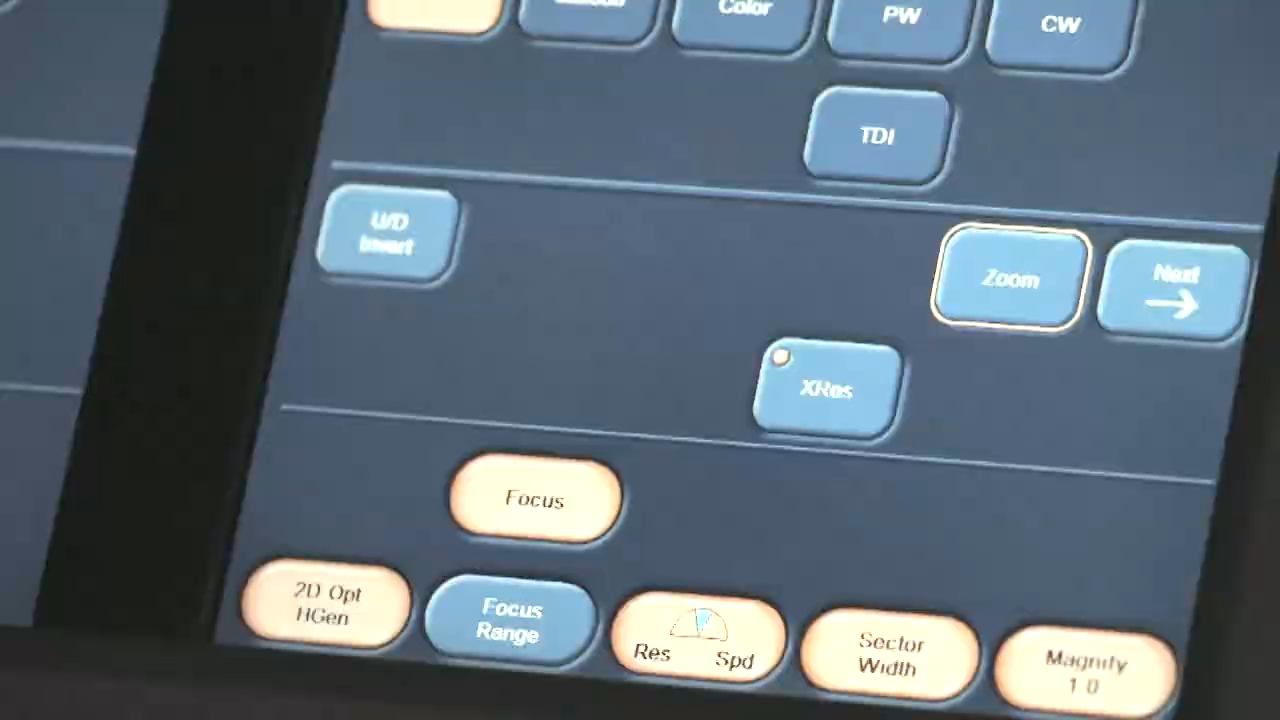 Color
PW
CW
TDI
U/D
Invert
Zoom
Next
XRes
Focus
2D Opt
HGen
Focus
Range
Res Spd
Sector
Width
Magnify
1.0